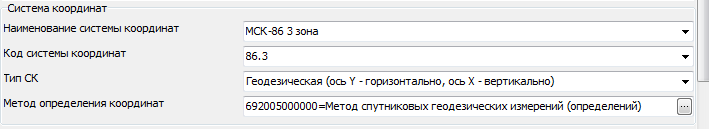 Система координат
Наименование системы координат МСК-86 3 зона
Код системы координат 86.3
Тип СК Геодезическая (ось Y - горизонтально, ось X - вертикально)
Метод определения координат 692005000000=Метод спутниковых геодезических измерений (определений) ...